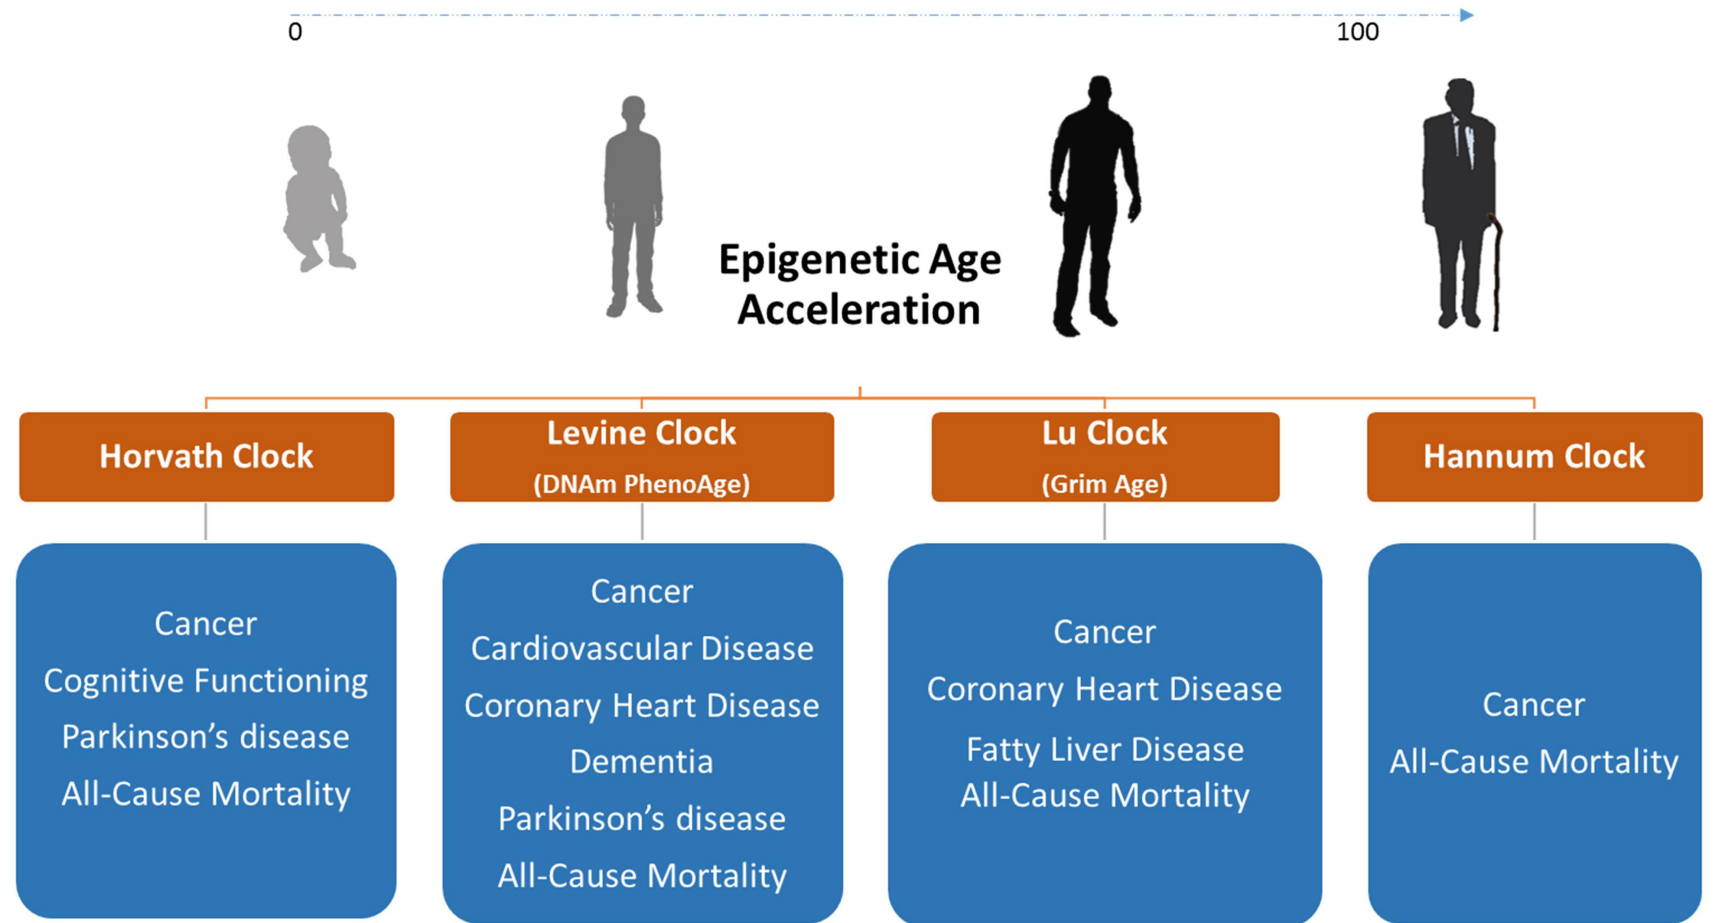 0
100
Epigenetic Age
Acceleration
Horvath Clock
Levine Clock
(DNAm PhenoAge)
Lu Clock
(Grim Age)
Hannum Clock
Cancer
Cognitive Functioning
Parkinson’s disease
All-Cause Mortality
Cancer
Cardiovascular Disease
Coronary Heart Disease
Dementia
Parkinson’s disease
All-Cause Mortality
Cancer
Coronary Heart Disease
Fatty Liver Disease
All-Cause Mortality
Cancer
All-Cause Mortality